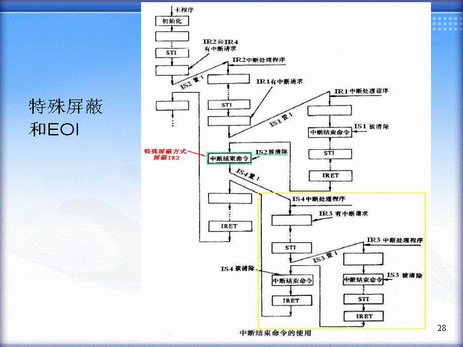 特殊屏蔽
和EOI
主程序
初始化
STI
IR2和IR4
有中断请求
IS2置1
IR2中断处理程序
IR1有中断请求
STI
IS1置1
IR1中断处理程序
IS1被清除
中断结束命令
STI
IRET
特殊屏蔽方式
屏蔽IR2
中断结束命令
IS2被清除
IS4置1
IRET
IS4中断处理程序
IR3有中断请求
STI
IS3置1
IR3中断处理程序
IS4被清除
中断结束命令
IRET
中断结束命令
IS3被清除
STI
IRET
中断结束命令的使用
28